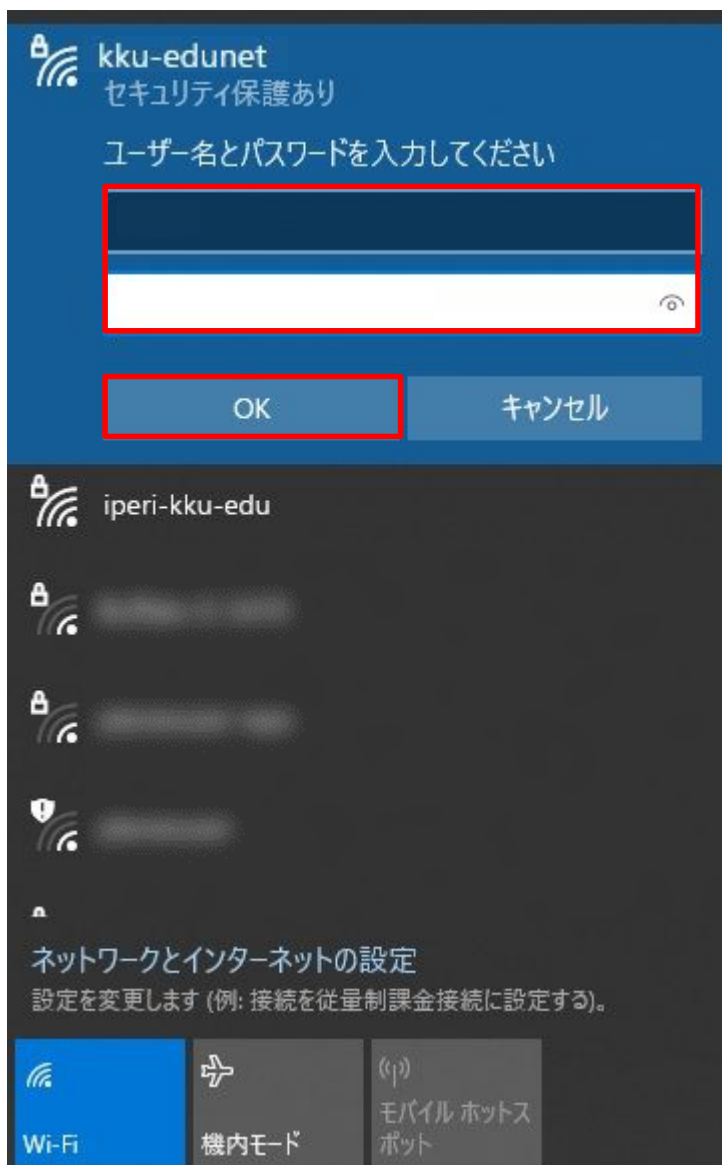 kku-edunet
セキュリティ保護あり
ユーザー名とパスワードを入力してください
OK
キャンセル
iperi-kku-edu
ネットワークとインターネットの設定
設定を変更します (例: 接続を従量制課金接続に設定する)。
Wi-Fi
機内モード
モバイル ホットス
ポット